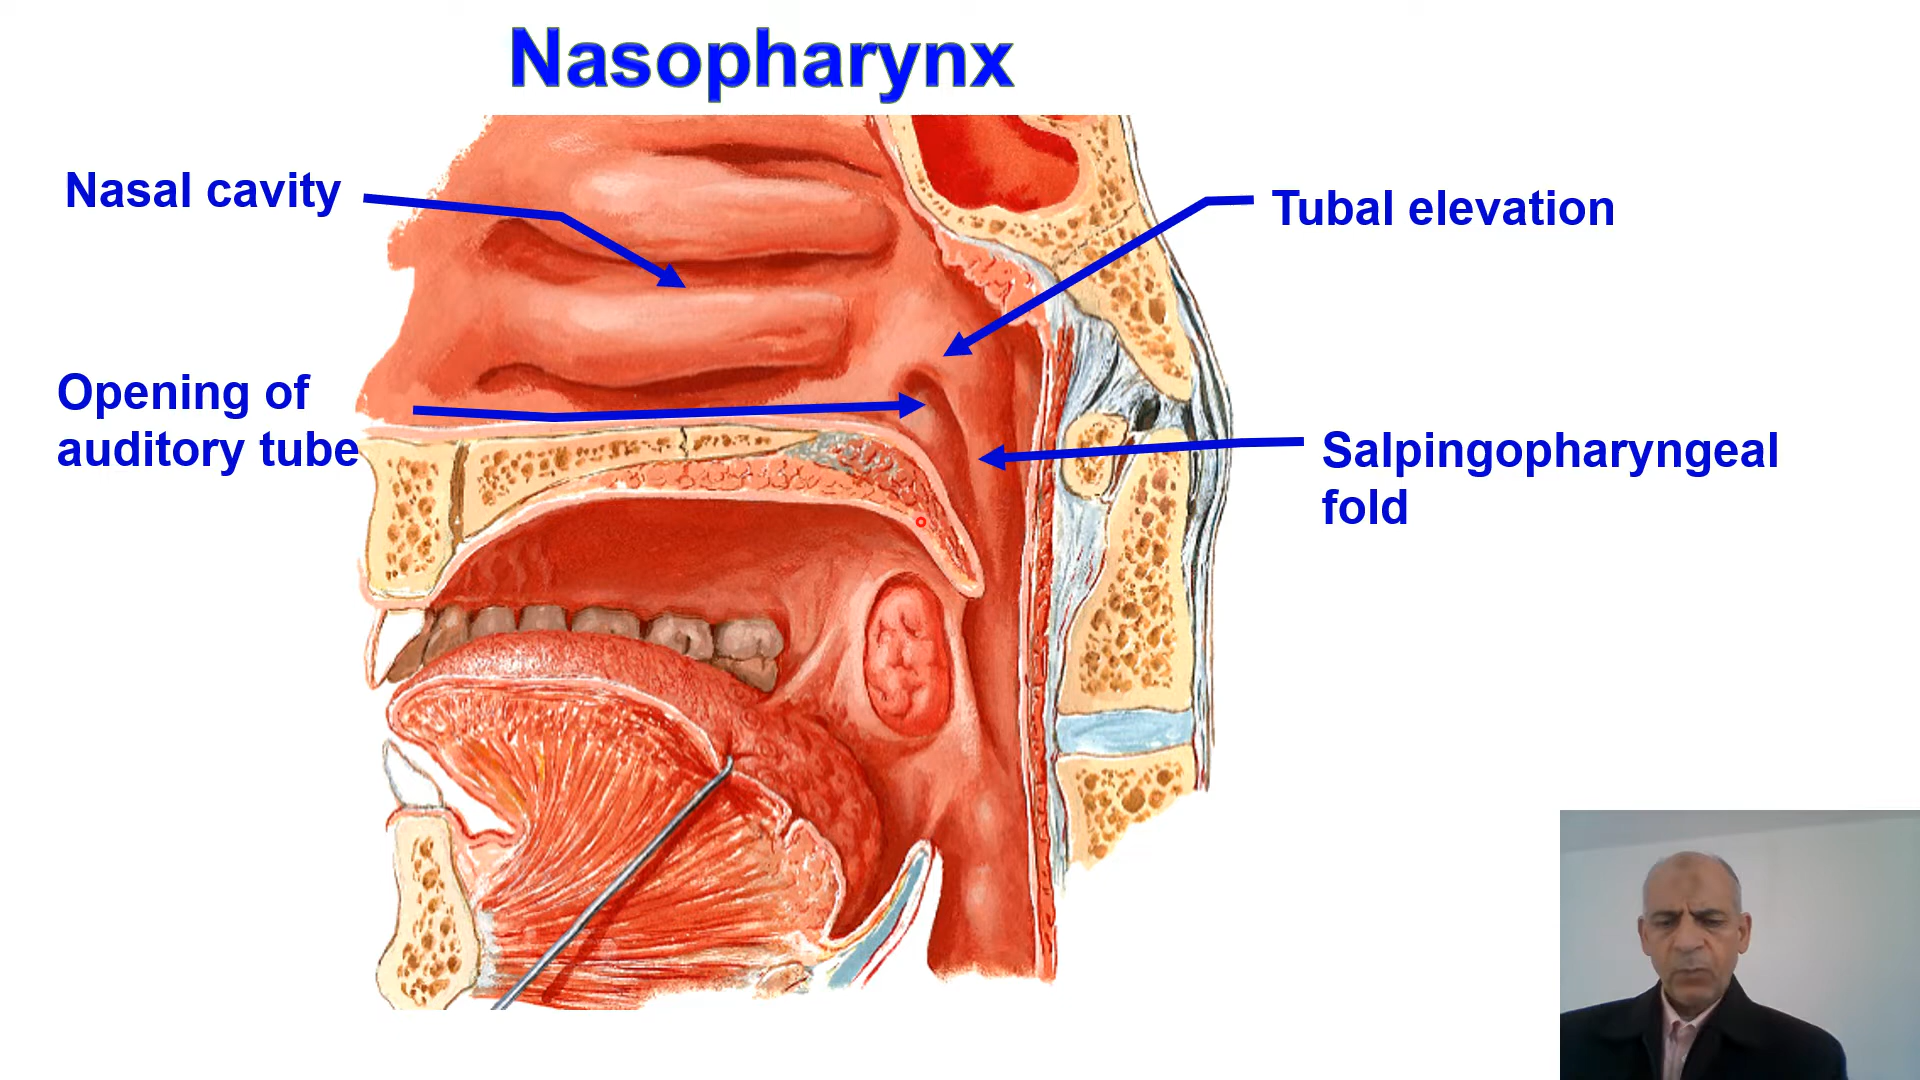 Nasopharynx
Nasal cavity
Tubal elevation
Opening of
auditory tube
Salpingopharyngeal
fold